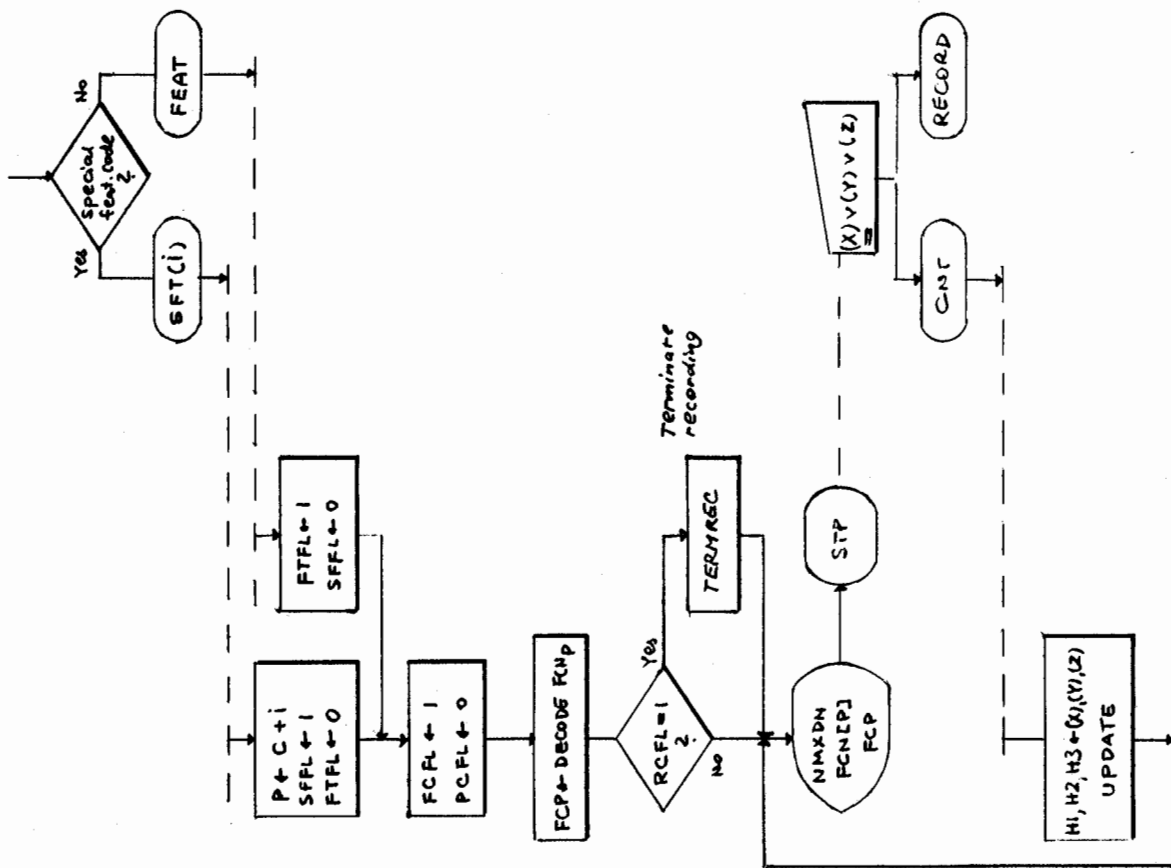 special
feat. code
?
Yes
No
SFT(i)
FEAT
P ← C + i
SFFL ← 1
FTFL ← 0
FTFL ← 1
SFFL ← 0
FCFL ← 1
PCFL ← 0
FCP ← DECODE FCNp
RCFL = 1
?
Yes
No
Terminate
recording
TERMREC
NMXDN
FCN[P]
FCP
STP
(X) v (Y) v (Z)
=
CNT
RECORD
H1, H2, H3 ← (X), (Y), (Z)
UPDATE